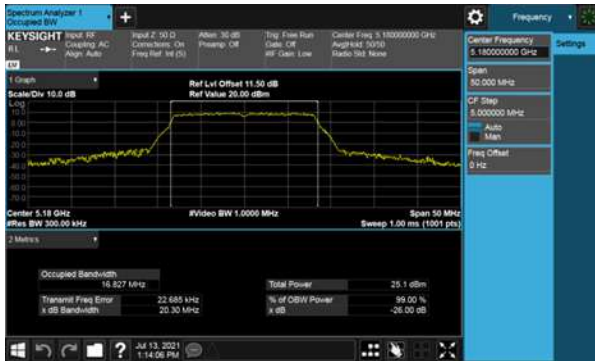 Spectrum Analyzer 1
Occupied BW
Frequency
KEYSIGHT
Input: RF
Coupling: AC
Align: Auto
Input Z: 50 Ω
Corrections: On
Freq Ref: Int (S)
Atten: 30 dB
Preamp: Off
Trig: Free Run
Gate: Off
#IF Gain: Low
Center Freq: 5.180000000 GHz
Avg|Hold: 50/50
Radio Std: None
Center Frequency
5.180000000 GHz
Settings
Span
50.000 MHz
CF Step
5.000000 MHz
Auto
Man
Freq Offset
0 Hz
1 Graph
Scale/Div 10.0 dB
Ref Lvl Offset 11.50 dB
Ref Value 20.00 dBm
Log
Center 5.18 GHz
#Video BW 1.0000 MHz
Span 50 MHz
#Res BW 300.00 kHz
Sweep 1.00 ms (1001 pts)
2 Metrics
Occupied Bandwidth
16.827 MHz
Total Power
25.1 dBm
Transmit Freq Error
22.685 kHz
% of OBW Power
99.00 %
x dB Bandwidth
20.30 MHz
x dB
-26.00 dB
Jul 13, 2021
1:14:06 PM